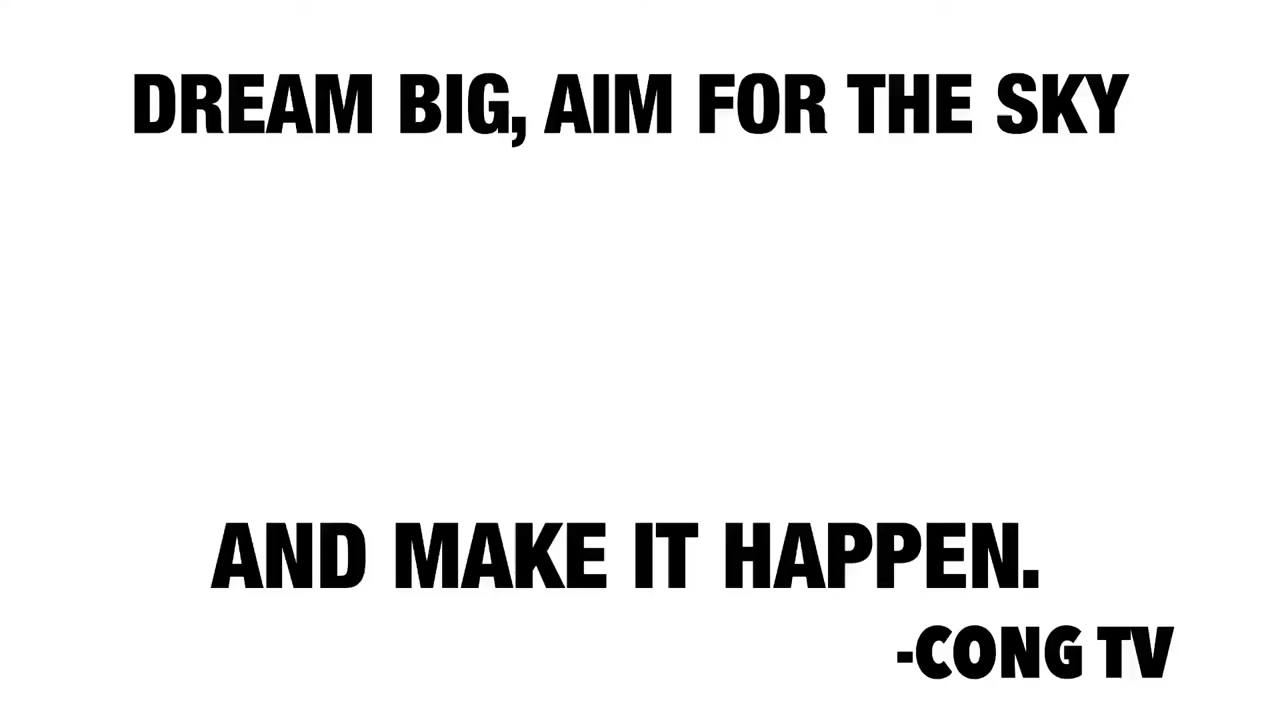 DREAM BIG, AIM FOR THE SKY
AND MAKE IT HAPPEN.
-CONG TV